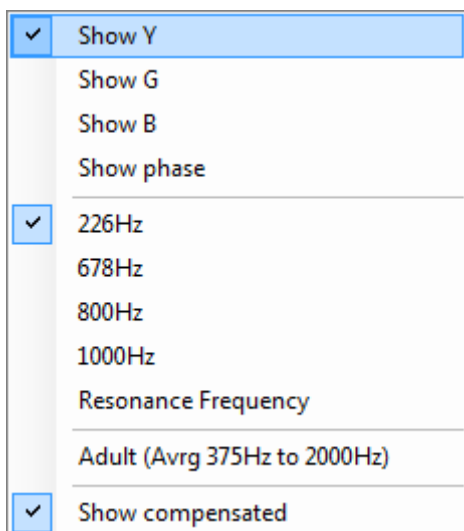 Show Y
Show G
Show B
Show phase
226Hz
678Hz
800Hz
1000Hz
Resonance Frequency
Adult (Avrg 375Hz to 2000Hz)
Show compensated